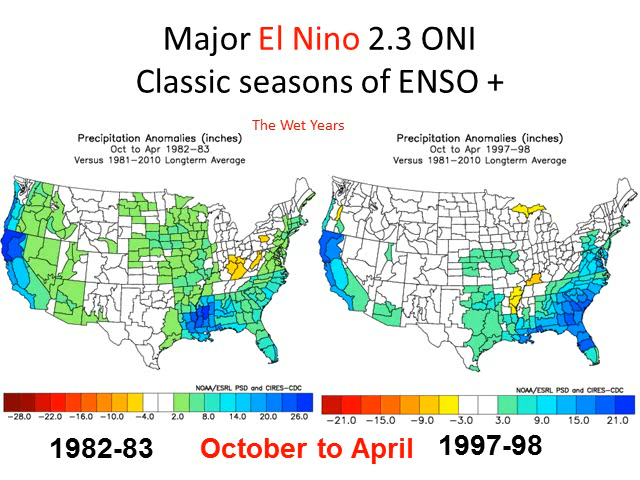 Major El Nino 2.3 ONI
Classic seasons of ENSO +
The Wet Years
Precipitation Anomalies (inches)
Oct to Apr 1982-83
Versus 1981-2010 Longterm Average
Precipitation Anomalies (inches)
Oct to Apr 1997-98
Versus 1981-2010 Longterm Average
NOAA/ESRL PSD and CIRES-CDC
-28.0 -22.0 -16.0 -10.0 -4.0 2.0 8.0 14.0 20.0 26.0
NOAA/ESRL PSD and CIRES-CDC
-21.0 -15.0 -9.0 -3.0 3.0 9.0 15.0 21.0
1982-83
October to April
1997-98